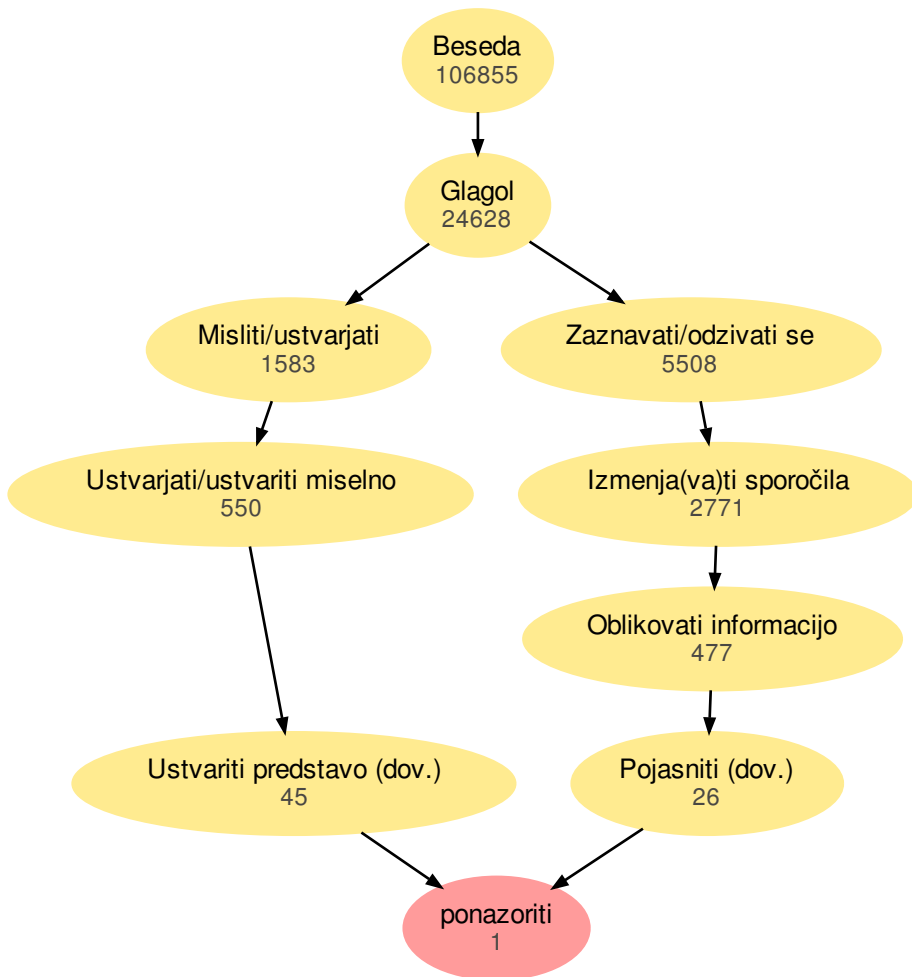 Beseda
106855
Glagol
24628
Misliti/ustvarjati
1583
Zaznavati/odzivati se
5508
Ustvarjati/ustvariti miselno
550
Izmenja(va)ti sporočila
2771
Oblikovati informacijo
477
Ustvariti predstavo (dov.)
45
Pojasniti (dov.)
26
ponazoriti
1